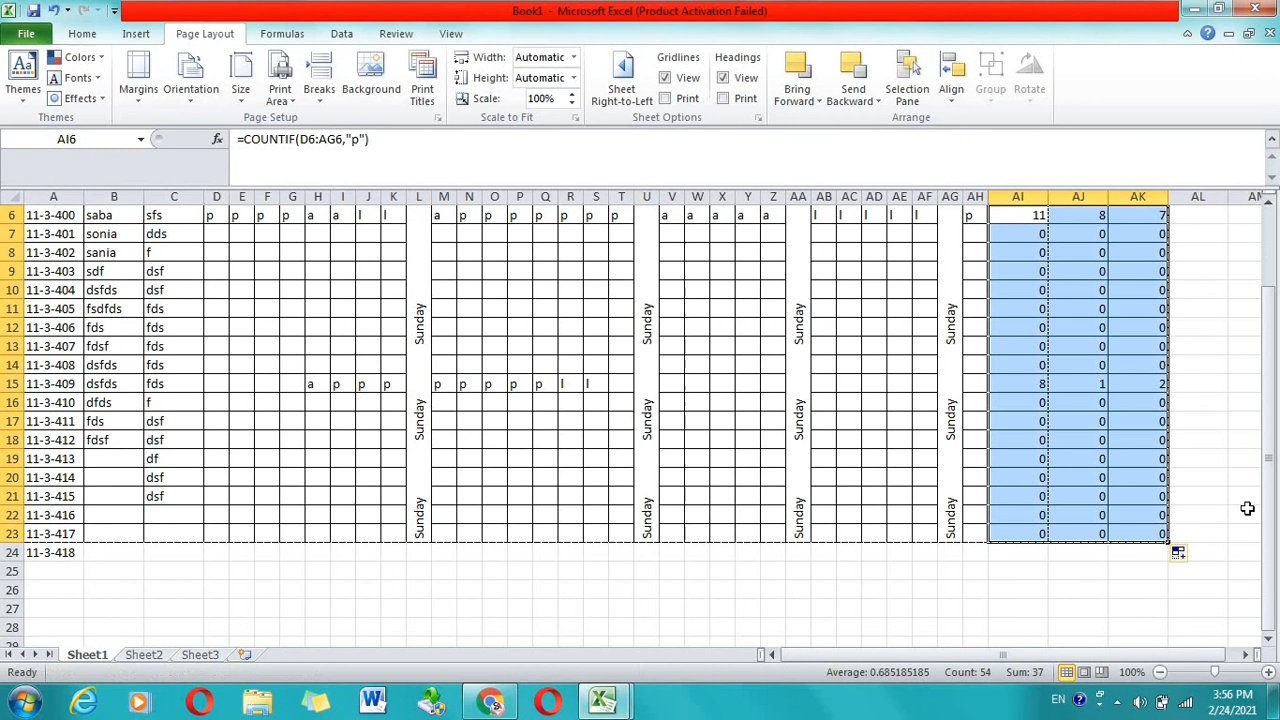 Book1 - Microsoft Excel (Product Activation Failed)
File Home Insert Page Layout Formulas Data Review View
Themes Colors Fonts Effects Themes
Margins Orientation Size Print Area Breaks Background Print Titles Page Setup
Width: Automatic Height: Automatic Scale: 100% Scale to Fit
Gridlines View Print Headings View Print Sheet Right-to-Left Sheet Options
Bring Forward Send Backward Selection Pane Align Group Rotate Arrange
AI6 fx =COUNTIF(D6:AG6,"p")
A B C D E F G H I J K L M N O P Q R S T U V W X Y Z AA AB AC AD AE AF AG AH AI AJ AK AL AM
6 11-3-400 saba sfs p p p p a a l l a p p p p p p p a a a a a l l l l l p 11 8 7
7 11-3-401 sonia dds 0 0 0
8 11-3-402 sania f 0 0 0
9 11-3-403 sdf dsf 0 0 0
10 11-3-404 dsfds dsf 0 0 0
11 11-3-405 fsdfds fds 0 0 0
Sunday Sunday Sunday Sunday
12 11-3-406 fds fds 0 0 0
13 11-3-407 fdsf fds 0 0 0
14 11-3-408 dsfds fds 0 0 0
15 11-3-409 dsfds fds a p p p p p p p p l l 8 1 2
16 11-3-410 dfds f 0 0 0
17 11-3-411 fds dsf 0 0 0
Sunday Sunday Sunday Sunday
18 11-3-412 fdsf dsf 0 0 0
19 11-3-413 df 0 0 0
20 11-3-414 dsf 0 0 0
21 11-3-415 dsf 0 0 0
22 11-3-416 0 0 0
Sunday Sunday Sunday Sunday
23 11-3-417 0 0 0
24 11-3-418
25
26
27
28
29
Sheet1 Sheet2 Sheet3
Ready Average: 0.685185185 Count: 54 Sum: 37 100%
EN 3:56 PM
2/24/2021